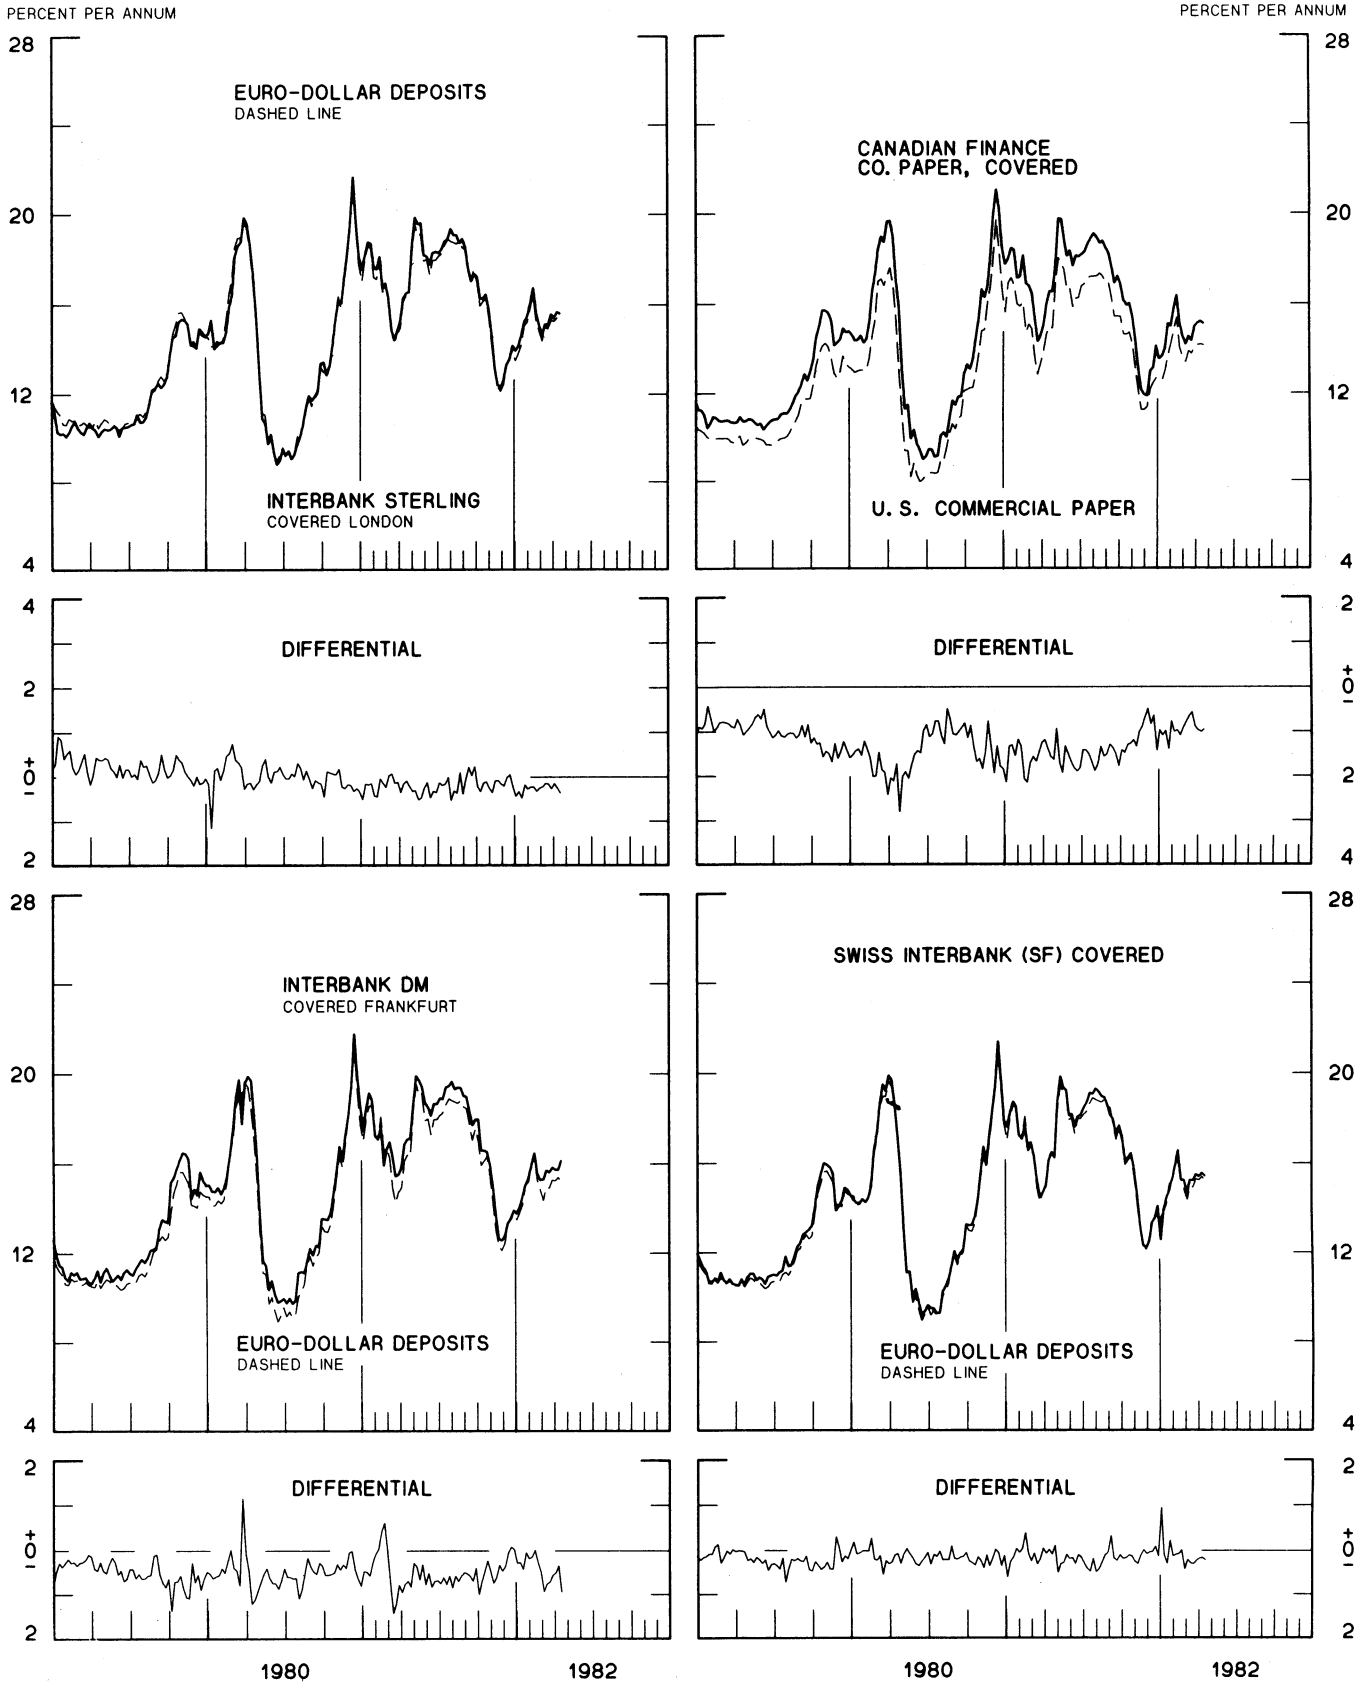 PERCENT PER ANNUM
PERCENT PER ANNUM
28
EURO-DOLLAR DEPOSITS
DASHED LINE
20
12
INTERBANK STERLING
COVERED LONDON
4
28
CANADIAN FINANCE
CO. PAPER, COVERED
20
12
U. S. COMMERCIAL PAPER
4
4
DIFFERENTIAL
2
+
0
−
2
2
DIFFERENTIAL
+
0
−
2
4
28
INTERBANK DM
COVERED FRANKFURT
20
12
EURO-DOLLAR DEPOSITS
DASHED LINE
4
28
SWISS INTERBANK (SF) COVERED
20
12
EURO-DOLLAR DEPOSITS
DASHED LINE
4
2
DIFFERENTIAL
+
0
−
2
2
DIFFERENTIAL
+
0
−
2
1980
1982
1980
1982